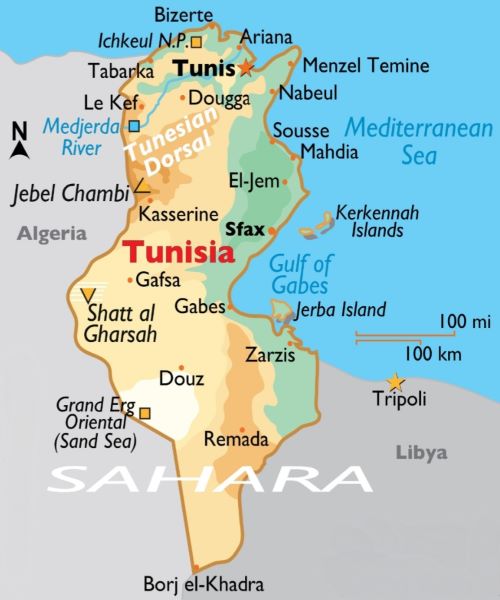 Bizerte
Ichkeul N.P.
Ariana
Tabarka
Tunis
Menzel Temine
Le Kef
Dougga
Nabeul
N
Medjerda
River
Tunesian
Dorsal
Sousse
Mediterranean
Sea
Mahdia
Jebel Chambi
El-Jem
Kasserine
Kerkennah
Islands
Algeria
Sfax
Tunisia
Gulf of
Gabes
Gafsa
Shatt al
Gharsah
Gabes
Jerba Island
100 mi
100 km
Zarzis
Douz
Tripoli
Grand Erg
Oriental
(Sand Sea)
Remada
Libya
SAHARA
Borj el-Khadra